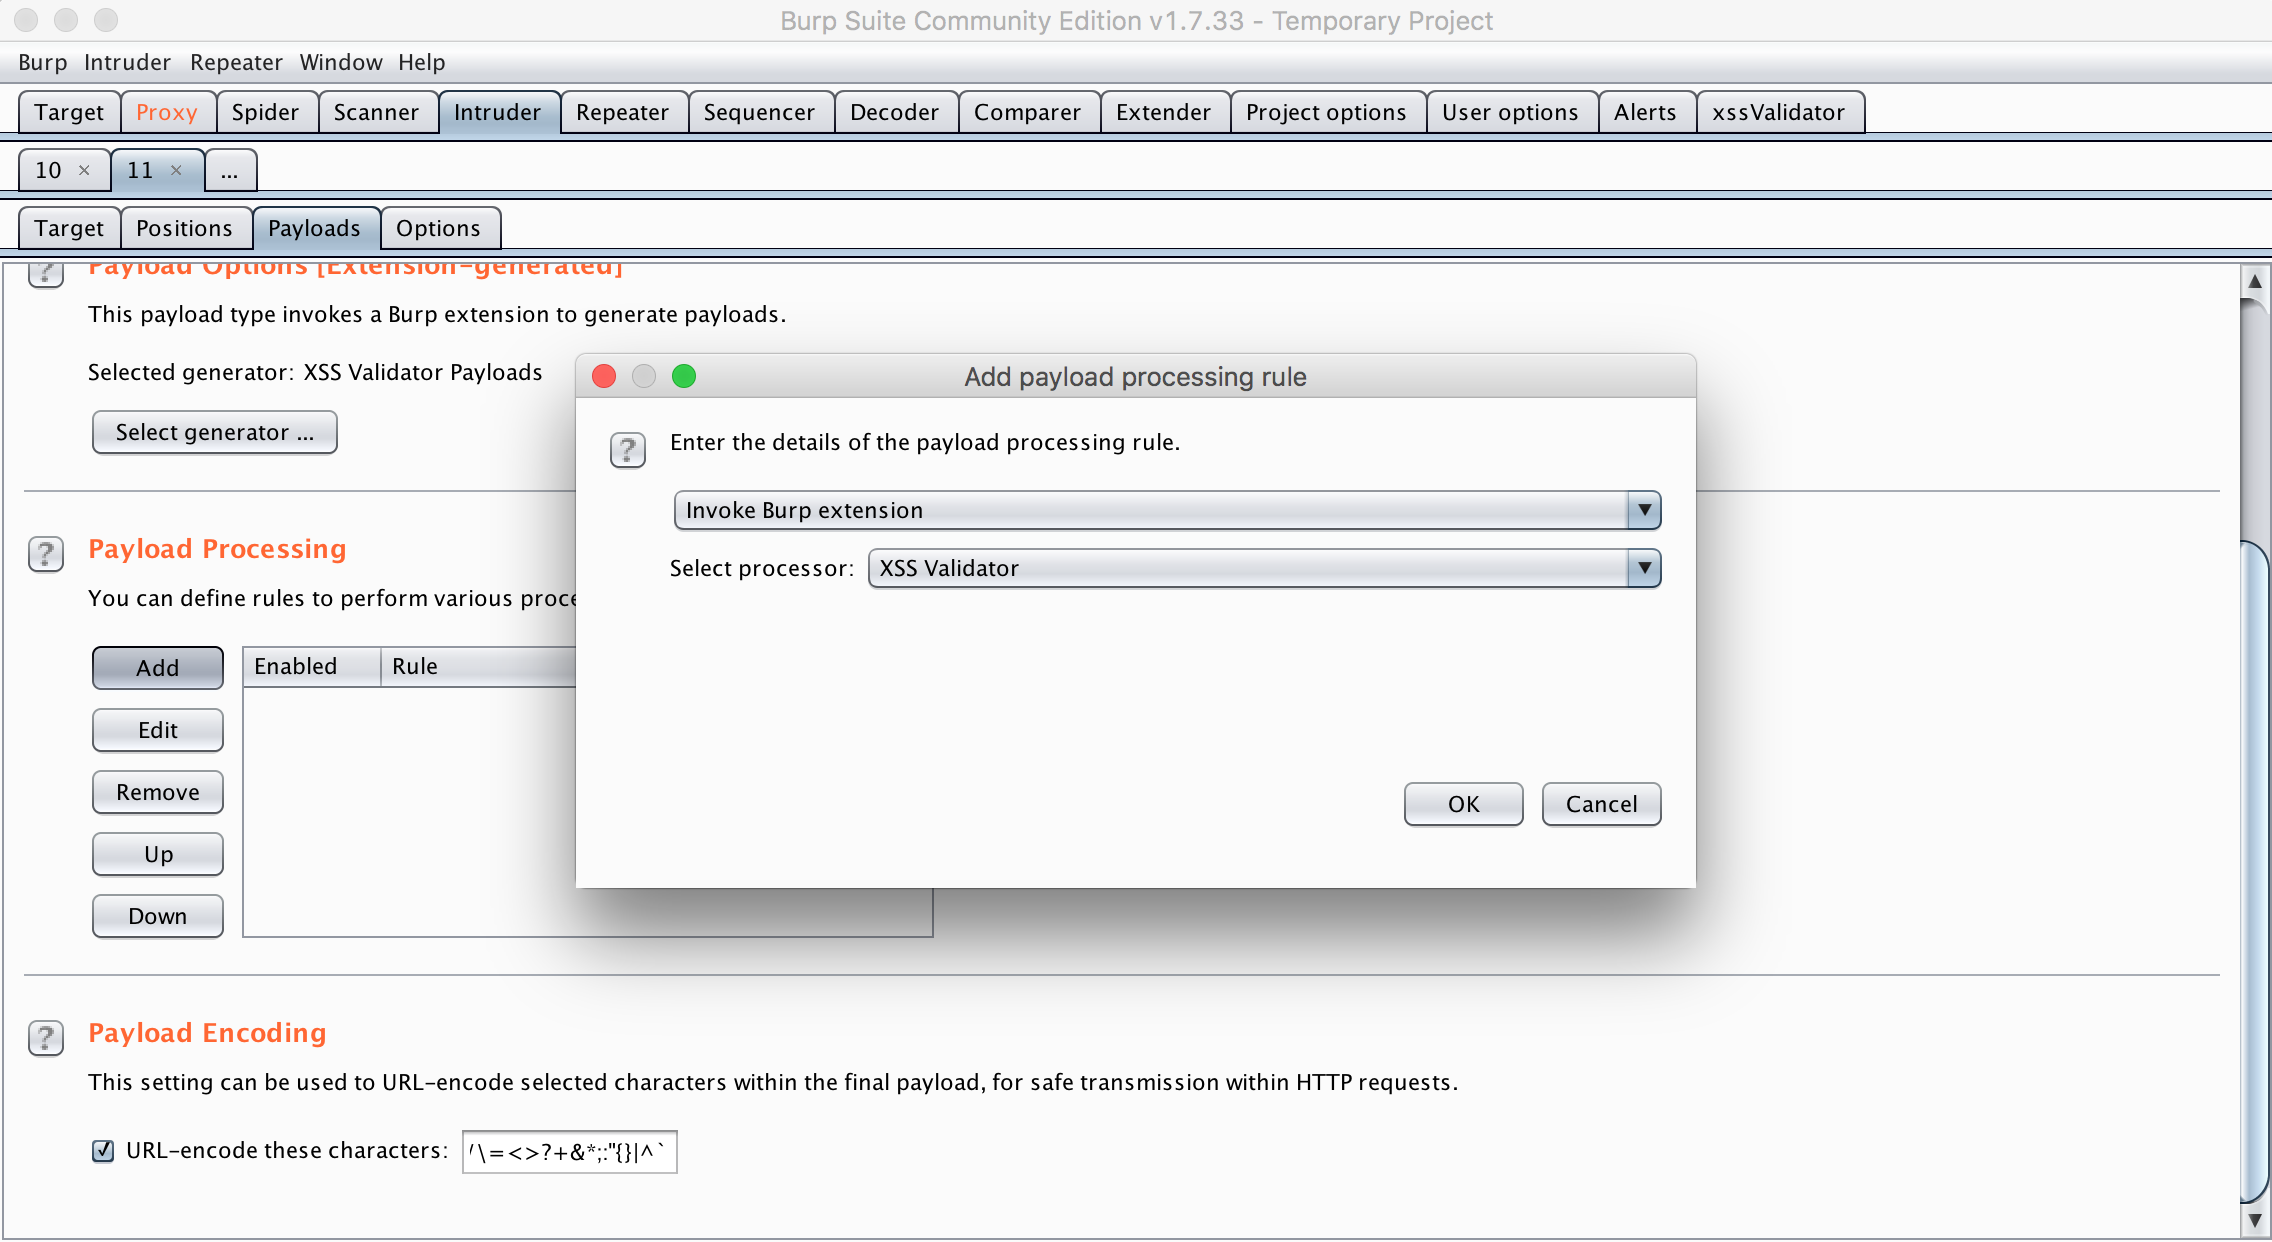 Burp Suite Community Edition v1.7.33 - Temporary Project
Burp Intruder Repeater Window Help
Target Proxy Spider Scanner Intruder Repeater Sequencer Decoder Comparer Extender Project options User options Alerts xssValidator
10 × 11 × ...
Target Positions Payloads Options
? Payload Options [Extension-generated]
This payload type invokes a Burp extension to generate payloads.
Selected generator: XSS Validator Payloads
Select generator ...
? Payload Processing
You can define rules to perform various proce
Add
Edit
Remove
Up
Down
Enabled Rule
Add payload processing rule
? Enter the details of the payload processing rule.
Invoke Burp extension
Select processor: XSS Validator
OK Cancel
? Payload Encoding
This setting can be used to URL-encode selected characters within the final payload, for safe transmission within HTTP requests.
URL-encode these characters: /\=<>?+&*;:"{}|^`